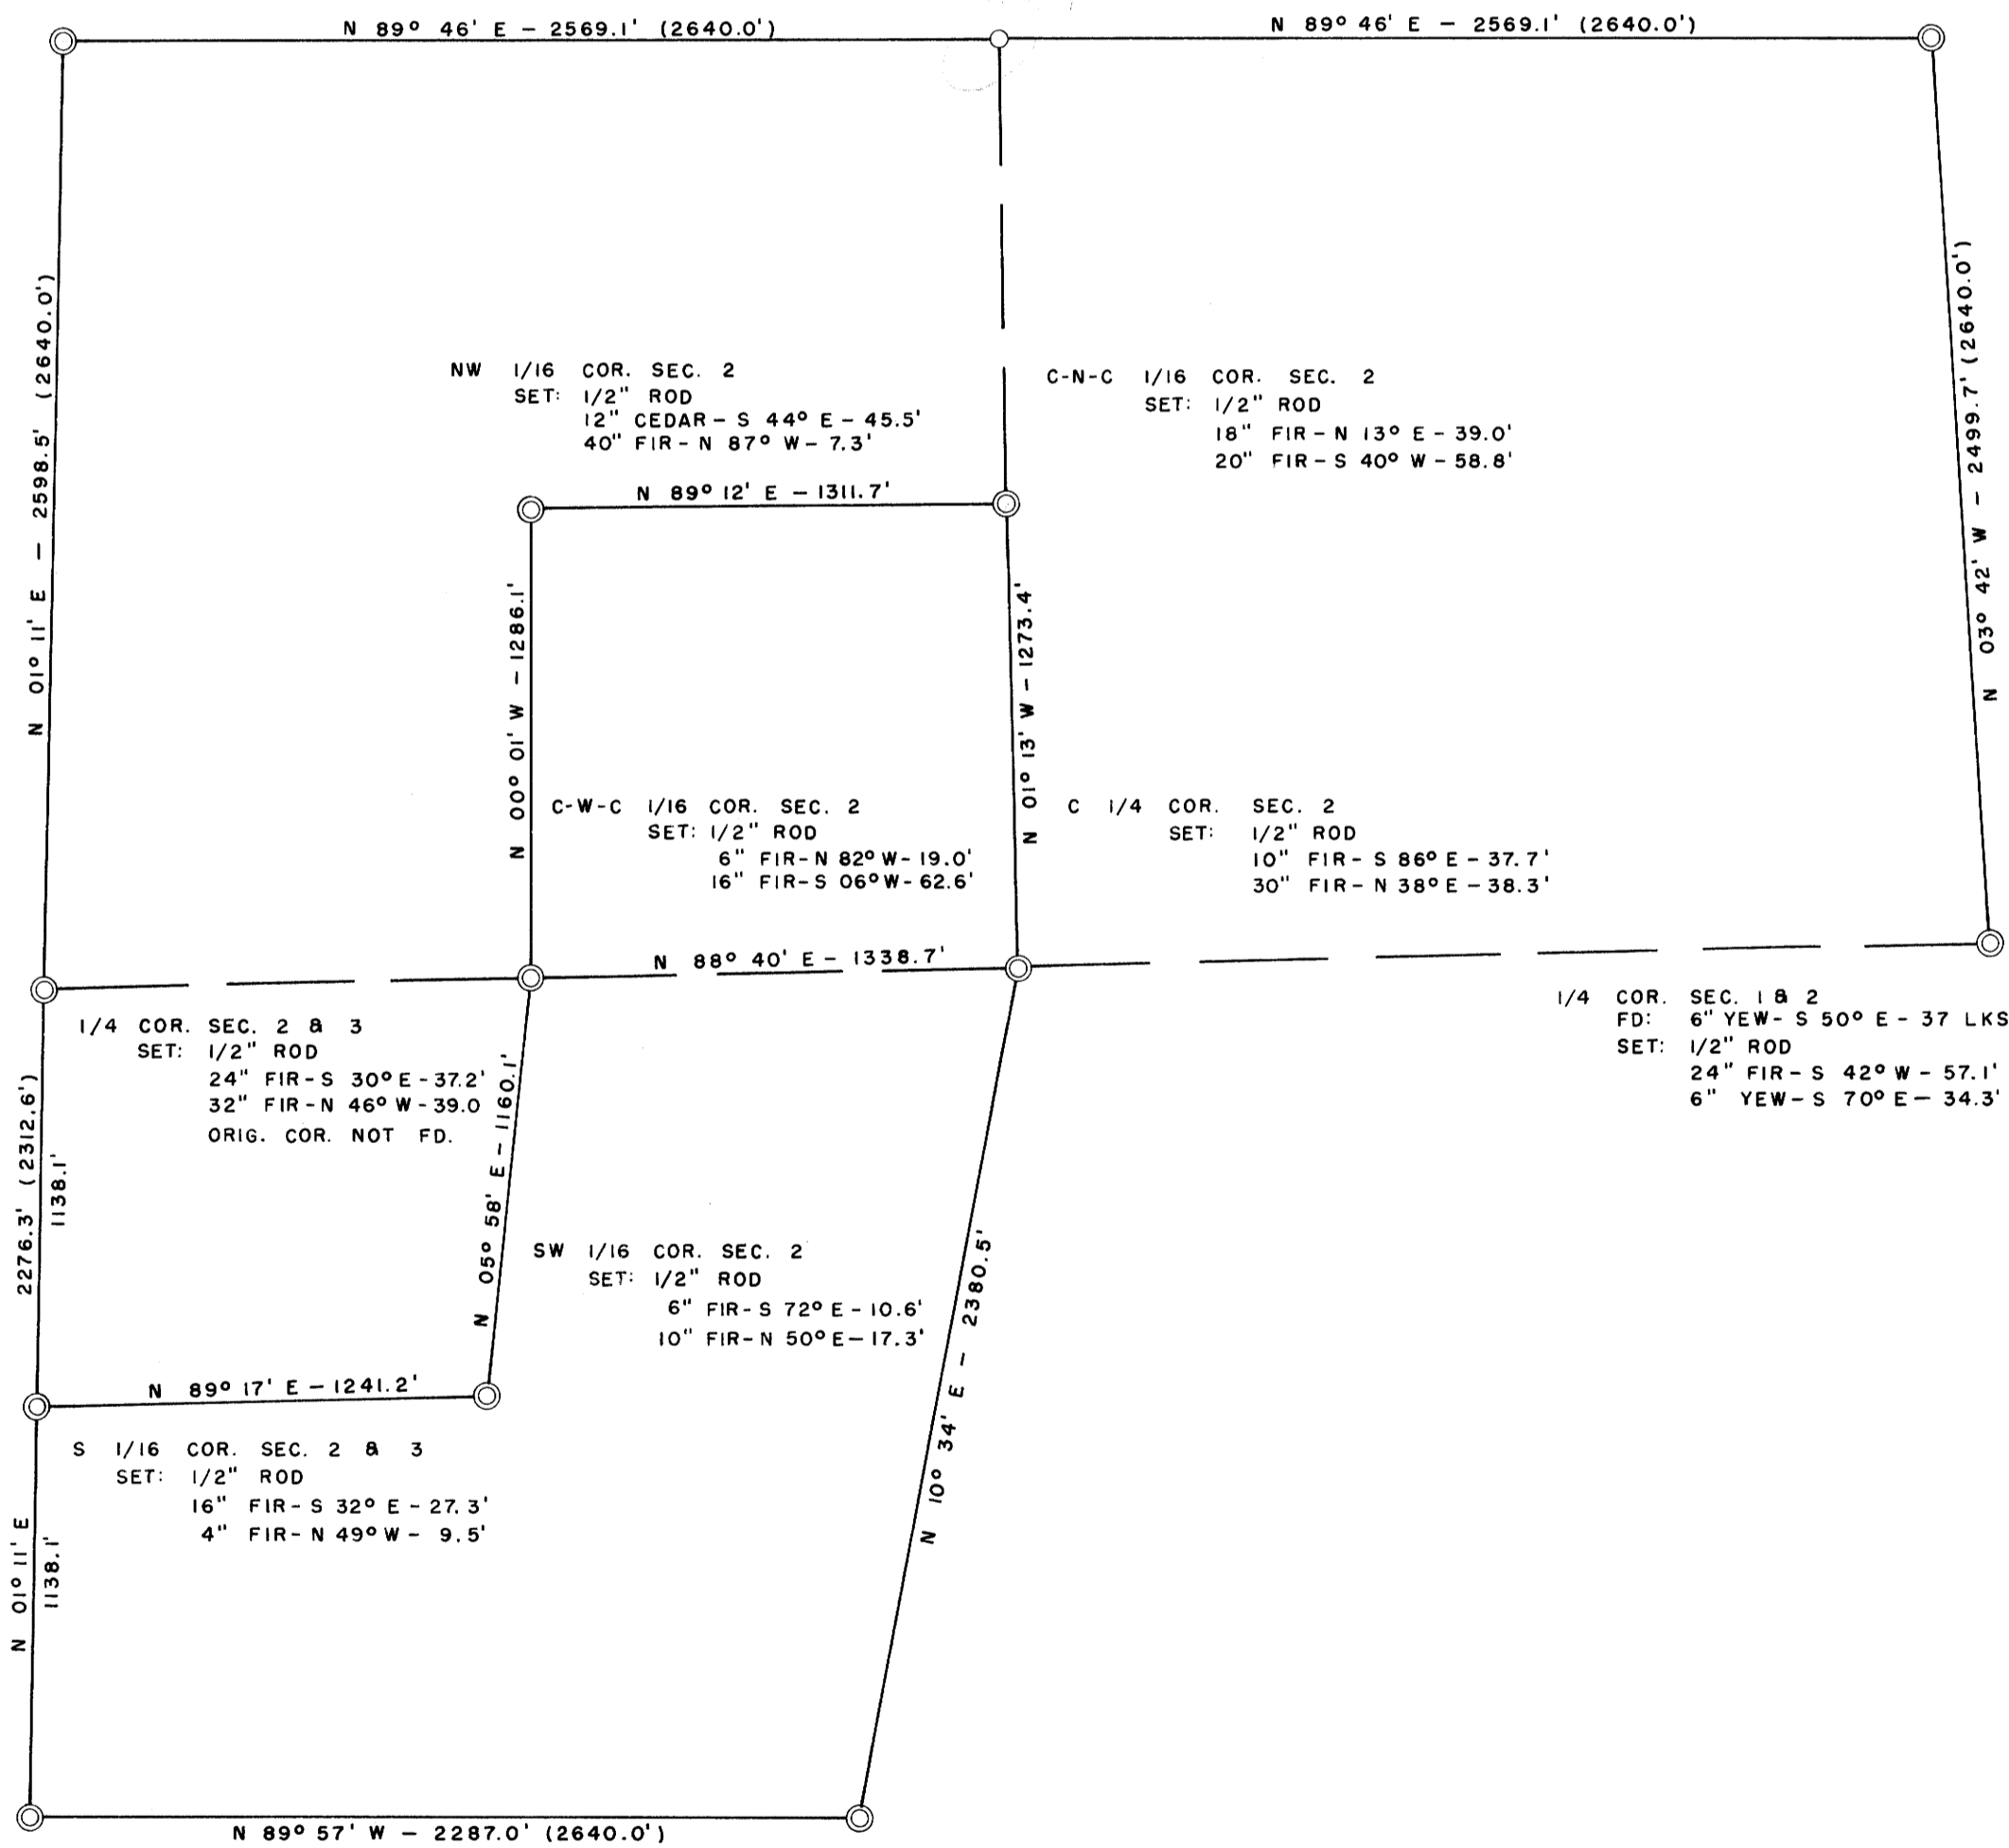 N 89° 46' E - 2569.1' (2640.0')
N 89° 46' E - 2569.1' (2640.0')
N 01° 11' E - 2598.5' (2640.0')
N 03° 42' W - 2499.7' (2640.0')
NW 1/16 COR. SEC. 2
SET: 1/2" ROD
12" CEDAR - S 44° E - 45.5'
40" FIR - N 87° W - 7.3'
C-N-C 1/16 COR. SEC. 2
SET: 1/2" ROD
18" FIR - N 13° E - 39.0'
20" FIR - S 40° W - 58.8'
N 89° 12' E - 1311.7'
N 00° 01' W - 1286.1'
N 01° 13' W - 1273.4'
C-W-C 1/16 COR. SEC. 2
SET: 1/2" ROD
6" FIR - N 82° W - 19.0'
16" FIR - S 06° W - 62.6'
C 1/4 COR. SEC. 2
SET: 1/2" ROD
10" FIR - S 86° E - 37.7'
30" FIR - N 38° E - 38.3'
N 88° 40' E - 1338.7'
1/4 COR. SEC. 2 & 3
SET: 1/2" ROD
24" FIR - S 30° E - 37.2'
32" FIR - N 46° W - 39.0
ORIG. COR. NOT FD.
1/4 COR. SEC. 1 & 2
FD: 6" YEW - S 50° E - 37 LKS
SET: 1/2" ROD
24" FIR - S 42° W - 57.1'
6" YEW - S 70° E - 34.3'
2276.3' (2312.6')
1138.1'
N 05° 58' E - 1160.1'
SW 1/16 COR. SEC. 2
SET: 1/2" ROD
6" FIR - S 72° E - 10.6'
10" FIR - N 50° E - 17.3'
N 10° 34' E - 2380.5'
N 89° 17' E - 1241.2'
S 1/16 COR. SEC. 2 & 3
SET: 1/2" ROD
16" FIR - S 32° E - 27.3'
4" FIR - N 49° W - 9.5'
N 01° 11' E
1138.1'
N 89° 57' W - 2287.0' (2640.0')